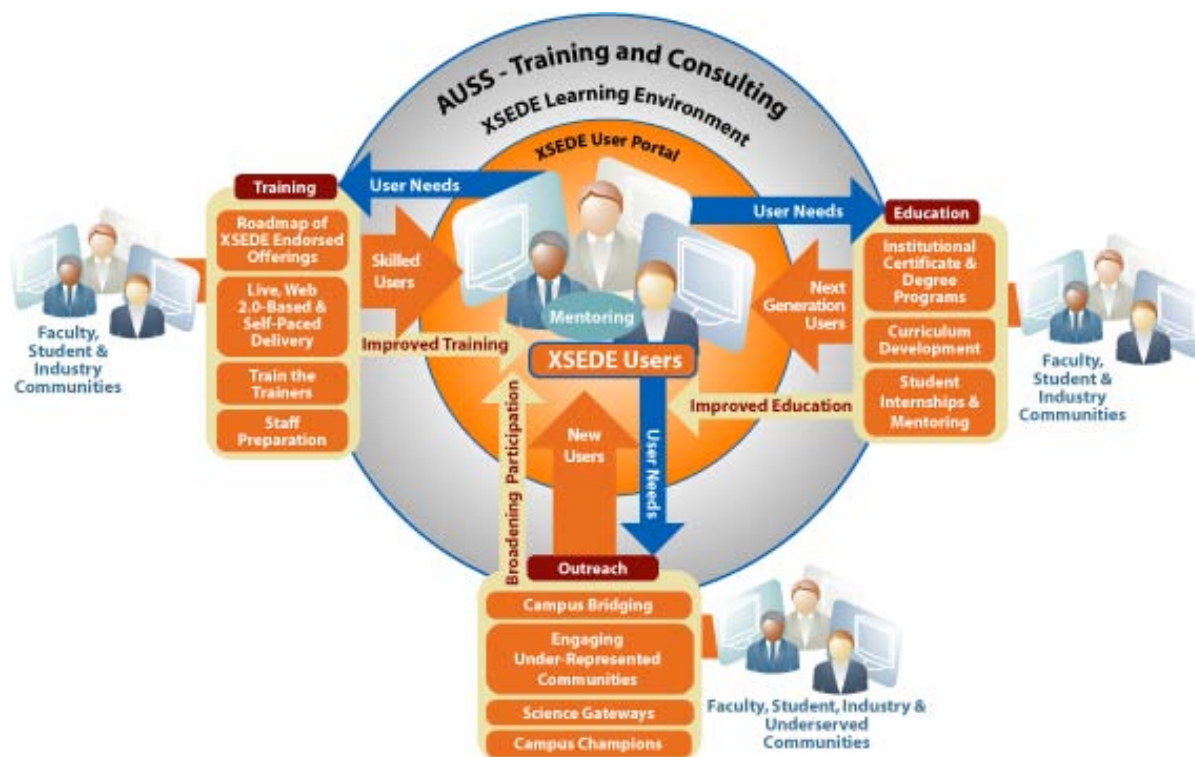 AUSS - Training and Consulting
XSEDE Learning Environment
XSEDE User Portal
Training
Roadmap of
XSEDE Endorsed
Offerings
Live, Web
2.0-Based &
Self-Paced
Delivery
Train the
Trainers
Staff
Preparation
Faculty,
Student &
Industry
Communities
User Needs
Skilled
Users
Improved Training
Mentoring
XSEDE Users
User Needs
Next
Generation
Users
Improved Education
Education
Institutional
Certificate &
Degree
Programs
Curriculum
Development
Student
Internships &
Mentoring
Faculty,
Student &
Industry
Communities
Broadening Participation
New
Users
User Needs
Outreach
Campus Bridging
Engaging
Under-Represented
Communities
Science Gateways
Campus Champions
Faculty, Student, Industry &
Underserved
Communities